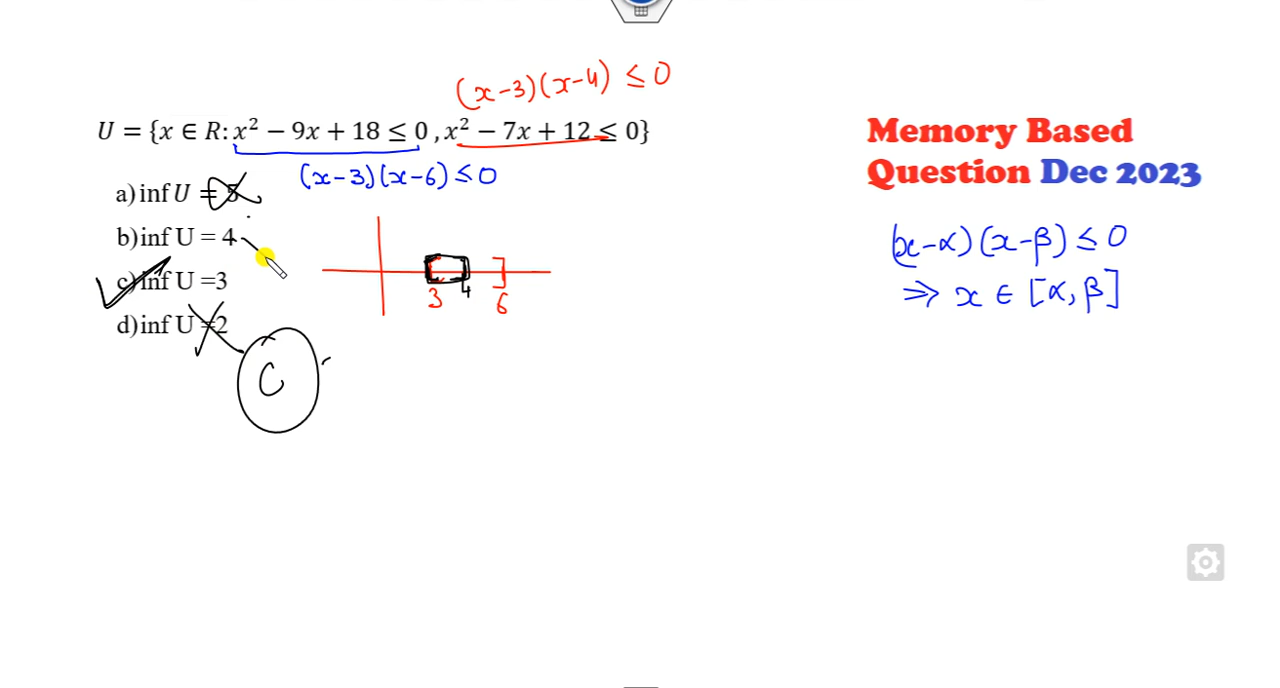 (x-3)(x-4) ≤ 0
U = {x ∈ R: x² − 9x + 18 ≤ 0 , x² − 7x + 12 ≤ 0}
(x-3)(x-6) ≤ 0
a) inf U = 5
b) inf U = 4
c) inf U =3
d) inf U =2
3 4 6
C
Memory Based
Question Dec 2023
(x-α)(x-β) ≤ 0
⇒ x ∈ [α, β]